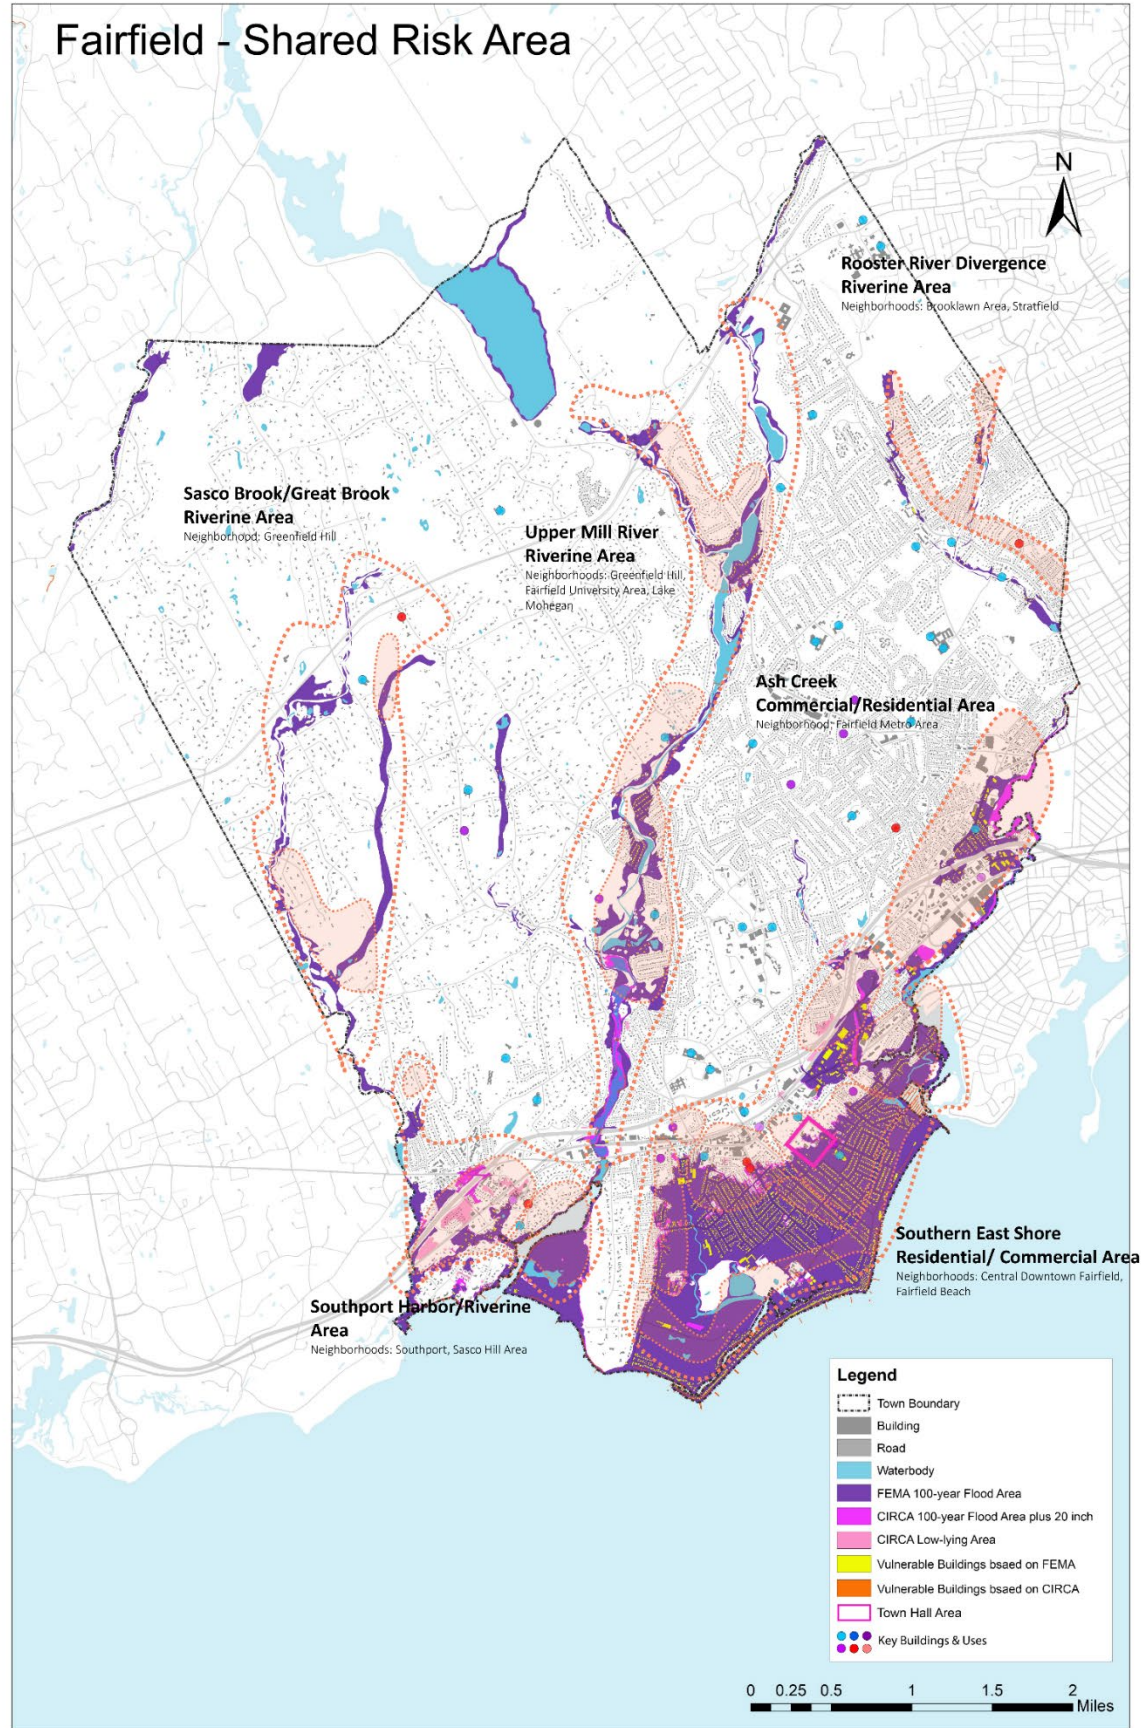 Fairfield - Shared Risk Area
N
Rooster River Divergence
Riverine Area
Neighborhoods: Brooklawn Area, Stratfield
Sasco Brook/Great Brook
Riverine Area
Neighborhood: Greenfield Hill
Upper Mill River
Riverine Area
Neighborhoods: Greenfield Hill,
Fairfield University Area, Lake
Mohegan
Ash Creek
Commercial/Residential Area
Neighborhood: Fairfield Metro Area
Southern East Shore
Residential/ Commercial Area
Neighborhoods: Central Downtown Fairfield,
Fairfield Beach
Southport Harbor/Riverine
Area
Neighborhoods: Southport, Sasco Hill Area
Legend
Town Boundary
Building
Road
Waterbody
FEMA 100-year Flood Area
CIRCA 100-year Flood Area plus 20 inch
CIRCA Low-lying Area
Vulnerable Buildings bsaed on FEMA
Vulnerable Buildings bsaed on CIRCA
Town Hall Area
Key Buildings & Uses
0 0.25 0.5 1 1.5 2
Miles